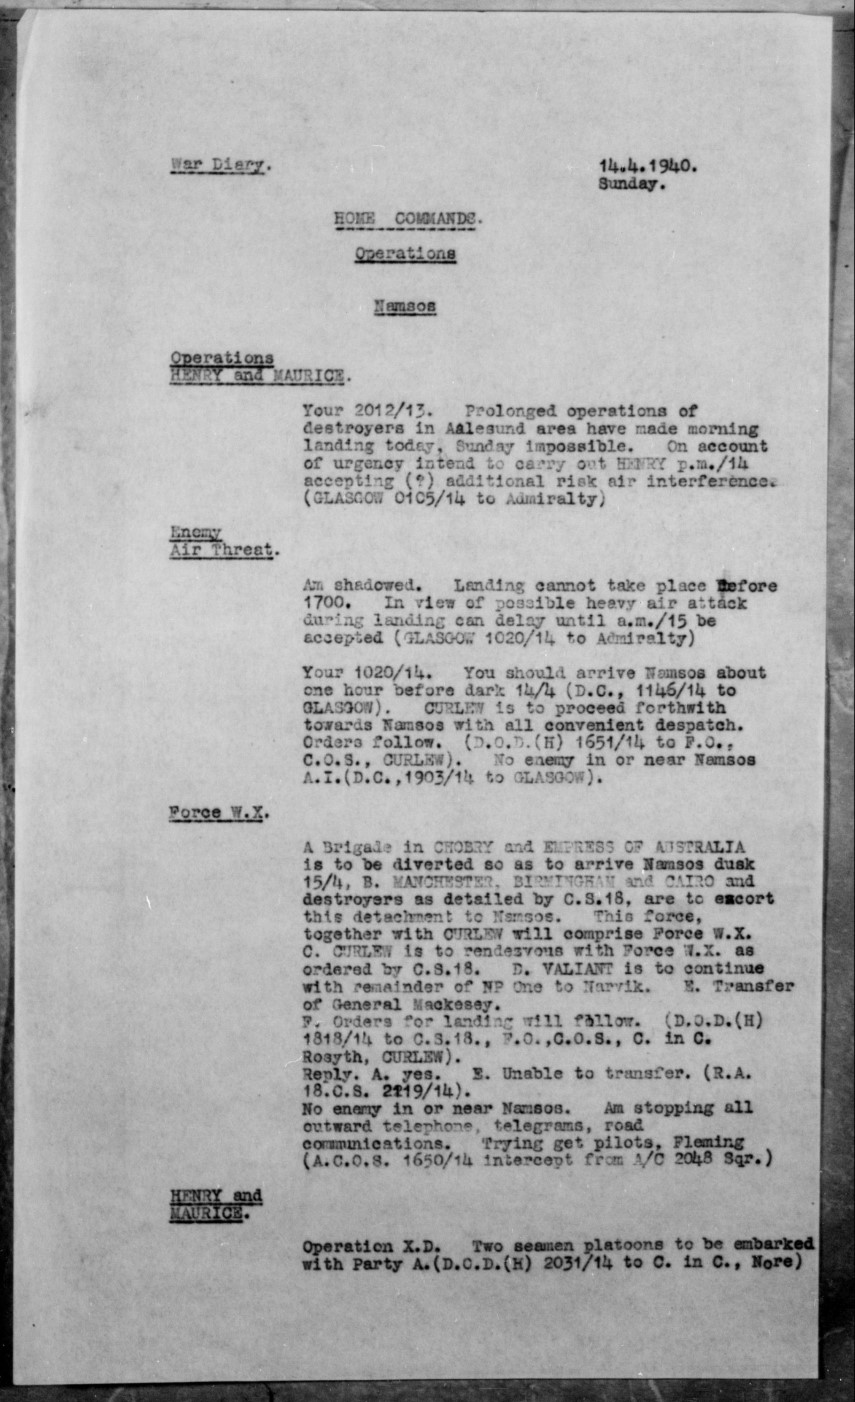 War Diary.
14.4.1940.
Sunday.
HOME COMMANDS.
Operations
Namsos
Operations
HENRY and MAURICE.
Your 2012/13. Prolonged operations of
destroyers in Aalesund area have made morning
landing today, Sunday impossible. On account
of urgency intend to carry out HENRY p.m./14
accepting (?) additional risk air interference.
(GLASGOW 0105/14 to Admiralty)
Enemy
Air Threat.
Am shadowed. Landing cannot take place Before
1700. In view of possible heavy air attack
during landing can delay until a.m./15 be
accepted (GLASGOW 1020/14 to Admiralty)
Your 1020/14. You should arrive Namsos about
one hour before dark 14/4 (D.C., 1146/14 to
GLASGOW). CURLEW is to proceed forthwith
towards Namsos with all convenient despatch.
Orders follow. (D.O.D.(H) 1651/14 to F.O.,
C.O.S., CURLEW). No enemy in or near Namsos
A.I.(D.C.,1903/14 to GLASGOW).
Force W.X.
A Brigade in CHOBRY and EMPRESS OF AUSTRALIA
is to be diverted so as to arrive Namsos dusk
15/4, B. MANCHESTER, BIRMINGHAM and CAIRO and
destroyers as detailed by C.S.18, are to escort
this detachment to Namsos. This force,
together with CURLEW will comprise Force W.X.
C. CURLEW is to rendezvous with Force W.X. as
ordered by C.S.18. D. VALIANT is to continue
with remainder of NP One to Narvik. E. Transfer
of General Mackesey.
F. Orders for landing will follow. (D.O.D.(H)
1818/14 to C.S.18., F.O.,C.O.S., C. in C.
Rosyth, CURLEW).
Reply. A. yes. E. Unable to transfer. (R.A.
18.C.S. 2219/14).
No enemy in or near Namsos. Am stopping all
outward telephone, telegrams, road
communications. Trying get pilots, Fleming
(A.C.O.S. 1650/14 intercept from A/C 2048 Sqr.)
HENRY and
MAURICE.
Operation X.D. Two seamen platoons to be embarked
with Party A.(D.C.D.(H) 2031/14 to C. in C., Nore)